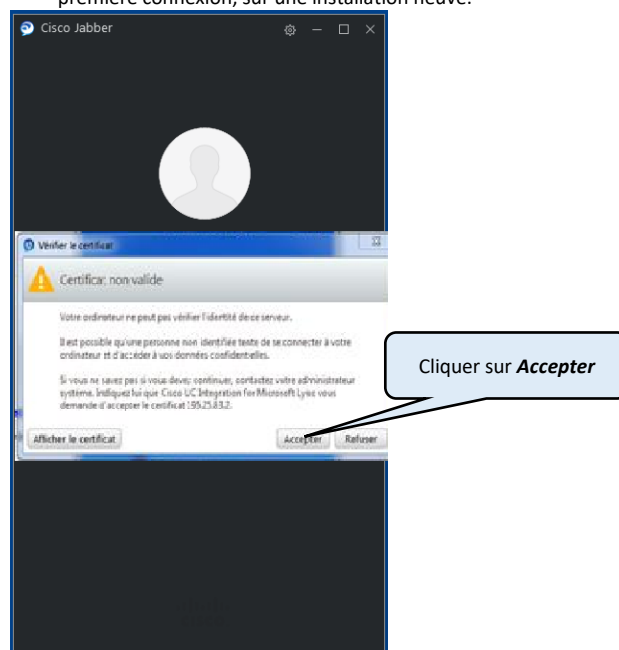 première connexion, sur une installation neuve.
Cisco Jabber
Vérifier le certificat
Certificat non valide
Votre ordinateur ne peut pas vérifier l'identité de ce serveur.
Il est possible qu'une personne non identifiée tente de se connecter à votre
ordinateur et d'accéder à vos données confidentielles.
Si vous ne savez pas si vous devez continuer, contactez votre administrateur
système. Indiquez lui que Cisco UC Integration for Microsoft Lync vous
demande d'accepter le certificat
Afficher le certificat
Accepter
Refuser
Cliquer sur Accepter